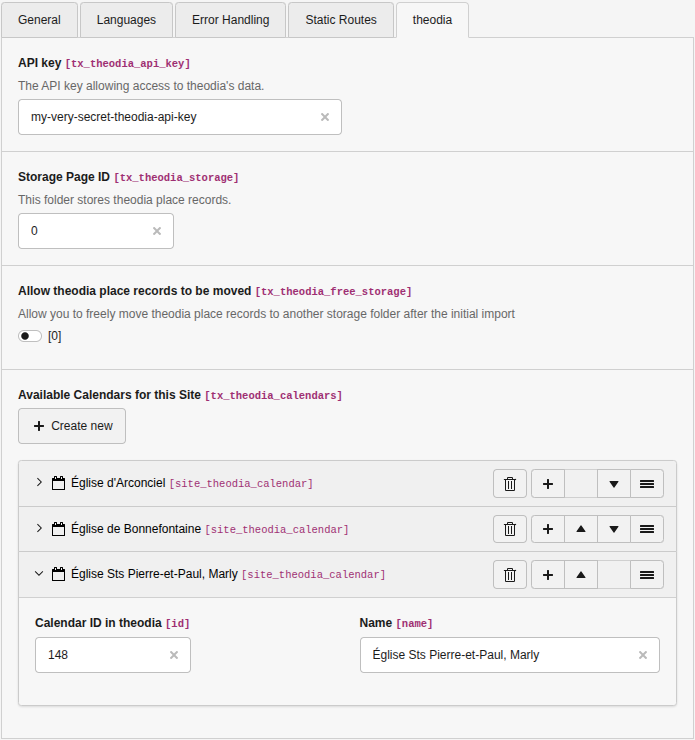 General Languages Error Handling Static Routes theodia
API key [tx_theodia_api_key]
The API key allowing access to theodia's data.
my-very-secret-theodia-api-key
Storage Page ID [tx_theodia_storage]
This folder stores theodia place records.
0
Allow theodia place records to be moved [tx_theodia_free_storage]
Allow you to freely move theodia place records to another storage folder after the initial import
[0]
Available Calendars for this Site [tx_theodia_calendars]
Create new
Église d'Arconciel [site_theodia_calendar]
Église de Bonnefontaine [site_theodia_calendar]
Église Sts Pierre-et-Paul, Marly [site_theodia_calendar]
Calendar ID in theodia [id] Name [name]
148 Église Sts Pierre-et-Paul, Marly